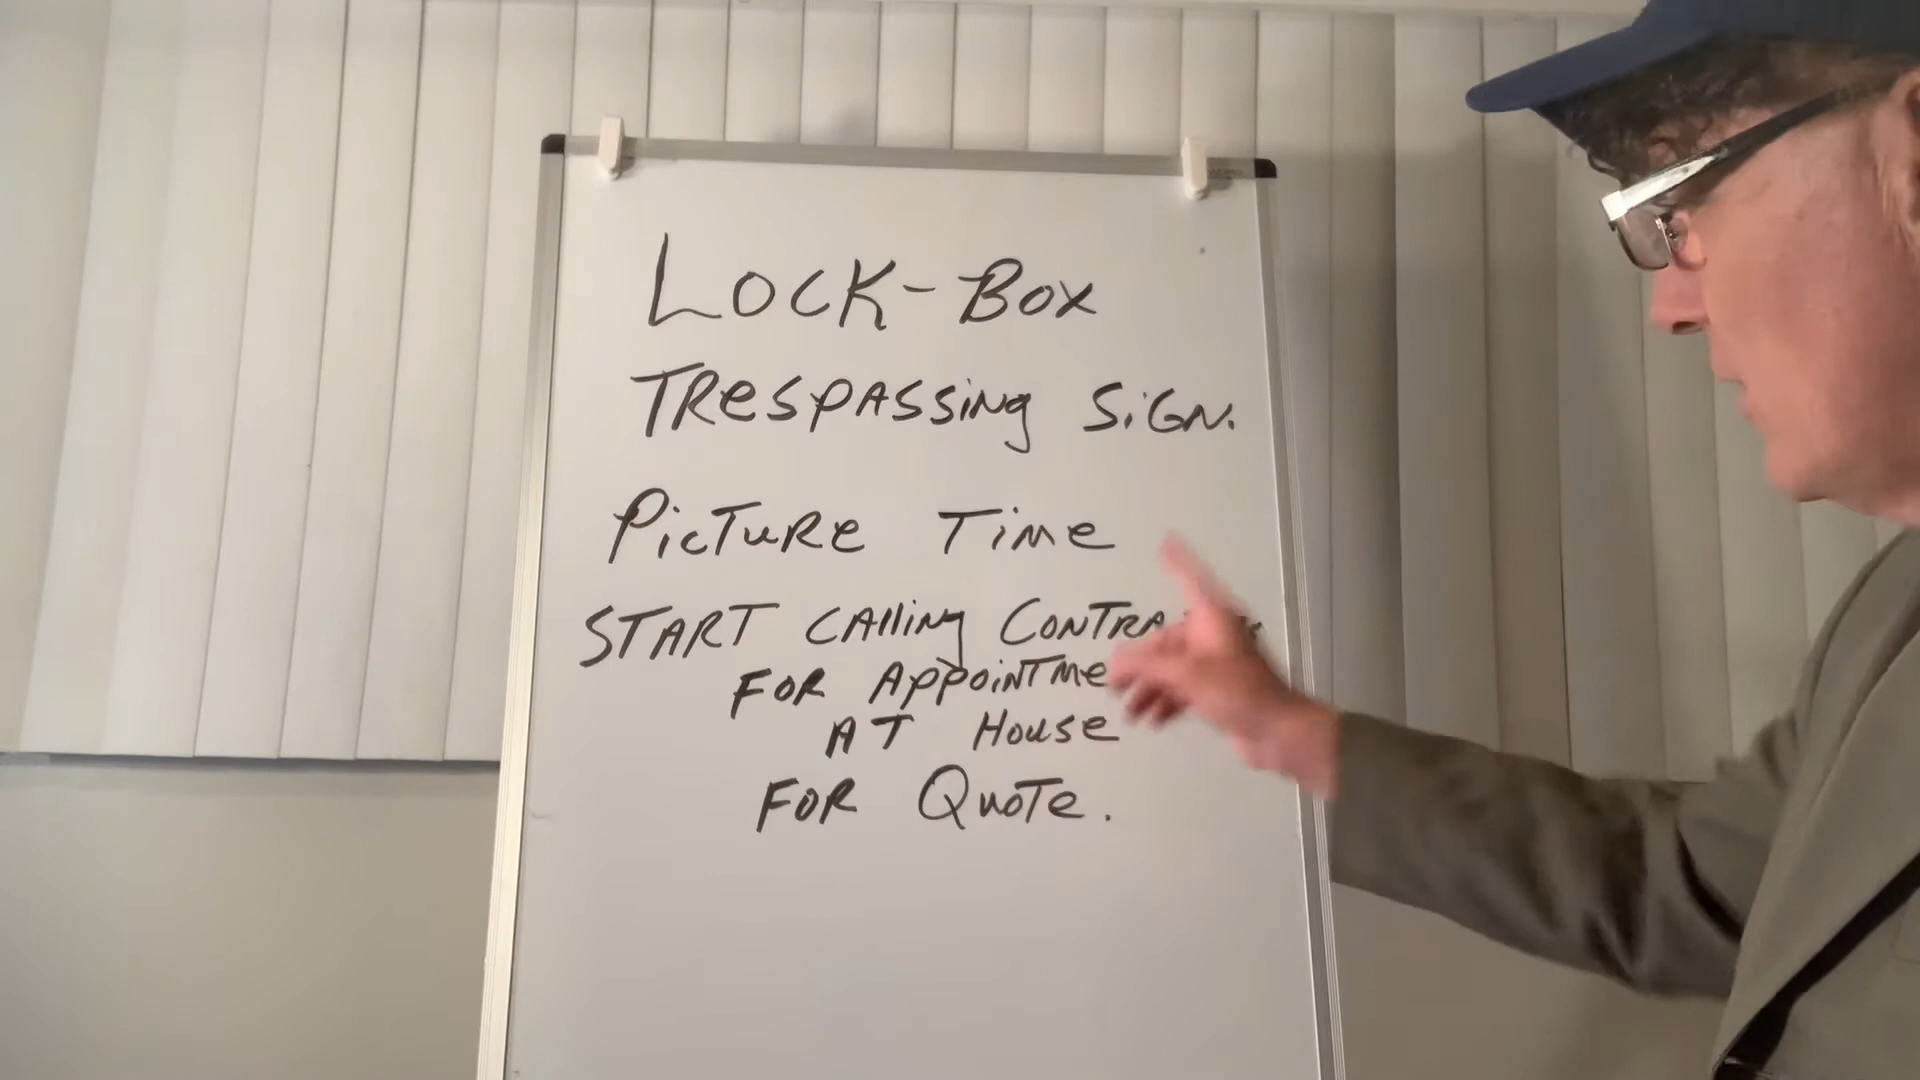 LOCK-BOX
TRESPASSING SIGN.
PICTURE TIME
START CALLING
FOR
AT HOUSE
FOR QUOTE.